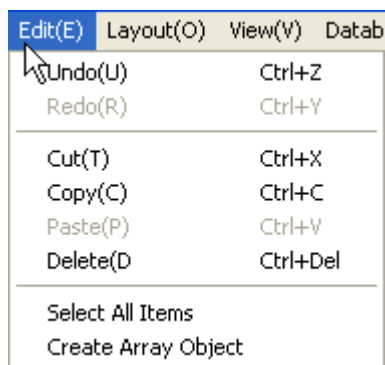 Edit(E) Layout(O) View(V) Datab
Undo(U) Ctrl+Z
Redo(R) Ctrl+Y
Cut(T) Ctrl+X
Copy(C) Ctrl+C
Paste(P) Ctrl+V
Delete(D Ctrl+Del
Select All Items
Create Array Object